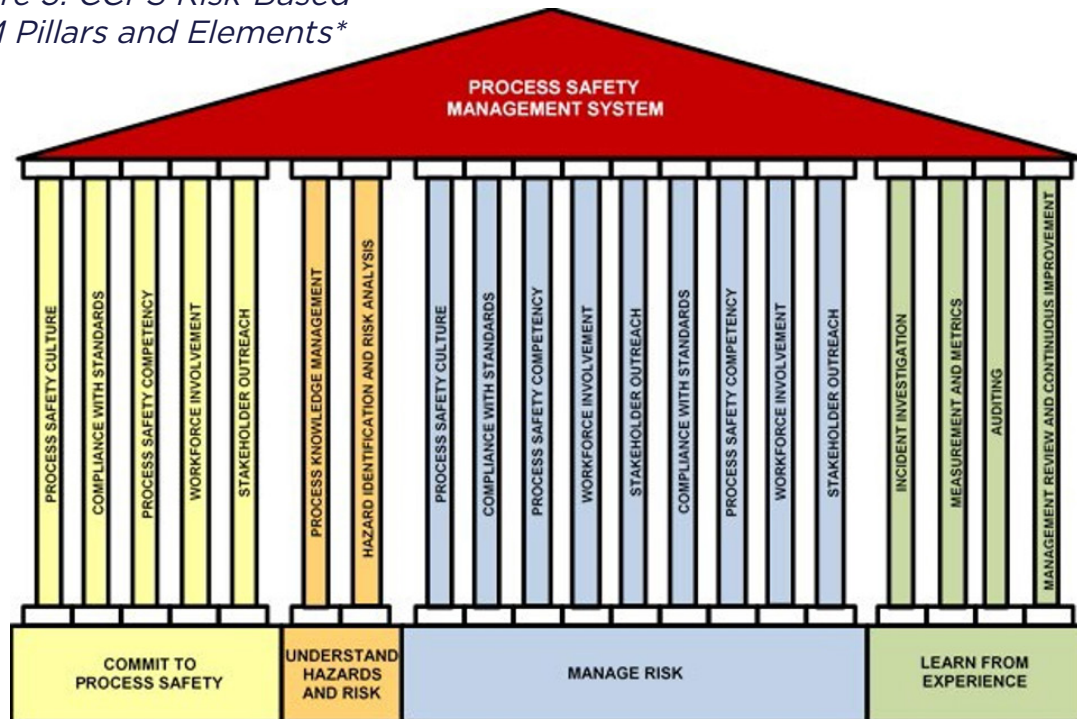 CCPS Risk-Based
Pillars and Elements*
PROCESS SAFETY
MANAGEMENT SYSTEM
PROCESS SAFETY CULTURE
COMPLIANCE WITH STANDARDS
PROCESS SAFETY COMPETENCY
WORKFORCE INVOLVEMENT
STAKEHOLDER OUTREACH
PROCESS KNOWLEDGE MANAGEMENT
HAZARD IDENTIFICATION AND RISK ANALYSIS
PROCESS SAFETY CULTURE
COMPLIANCE WITH STANDARDS
PROCESS SAFETY COMPETENCY
WORKFORCE INVOLVEMENT
STAKEHOLDER OUTREACH
COMPLIANCE WITH STANDARDS
PROCESS SAFETY COMPETENCY
WORKFORCE INVOLVEMENT
STAKEHOLDER OUTREACH
INCIDENT INVESTIGATION
MEASUREMENT AND METRICS
AUDITING
MANAGEMENT REVIEW AND CONTINUOUS IMPROVEMENT
COMMIT TO
PROCESS SAFETY
UNDERSTAND
HAZARDS
AND RISK
MANAGE RISK
LEARN FROM
EXPERIENCE